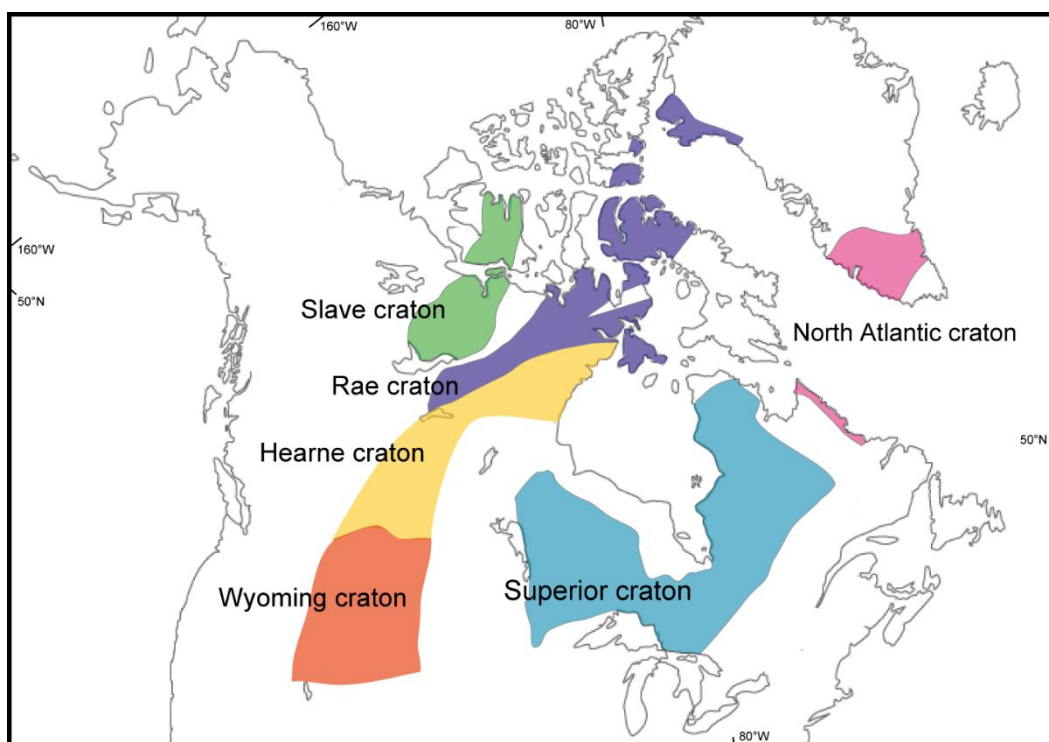 160°W
80°W
160°W
50°N
Slave craton
North Atlantic craton
Rae craton
50°N
Hearne craton
Wyoming craton
Superior craton
80°W